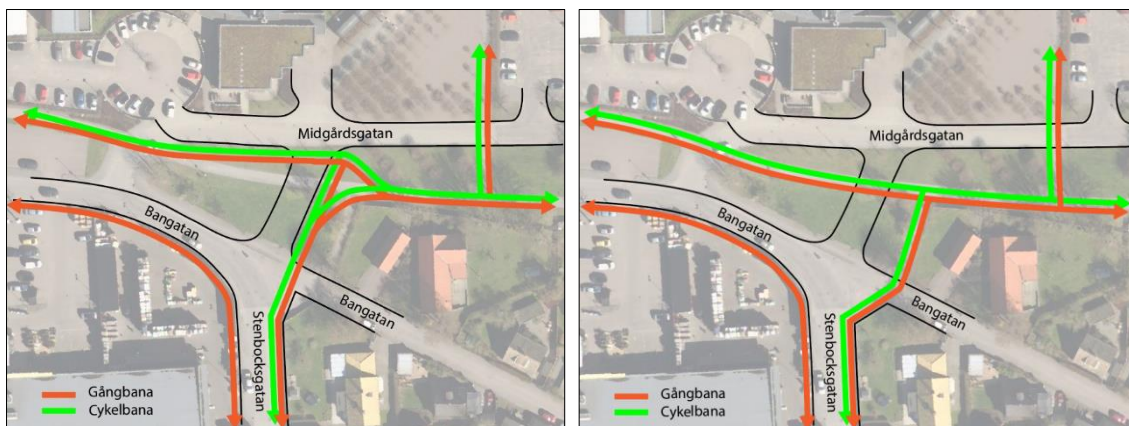 Midgårdsgatan
Bangatan
Bangatan
Stenbocksgatan
Gångbana
Cykelbana
Midgårdsgatan
Bangatan
Bangatan
Stenbocksgatan
Gångbana
Cykelbana